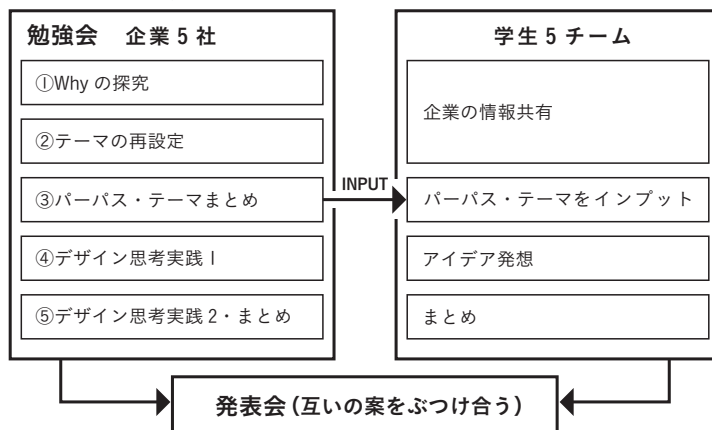 勉強会 企業5社
①Whyの探究
②テーマの再設定
③パーパス・テーマまとめ
④デザイン思考実践1
⑤デザイン思考実践2・まとめ
INPUT
学生5チーム
企業の情報共有
パーパス・テーマをインプット
アイデア発想
まとめ
発表会(互いの案をぶつけ合う)